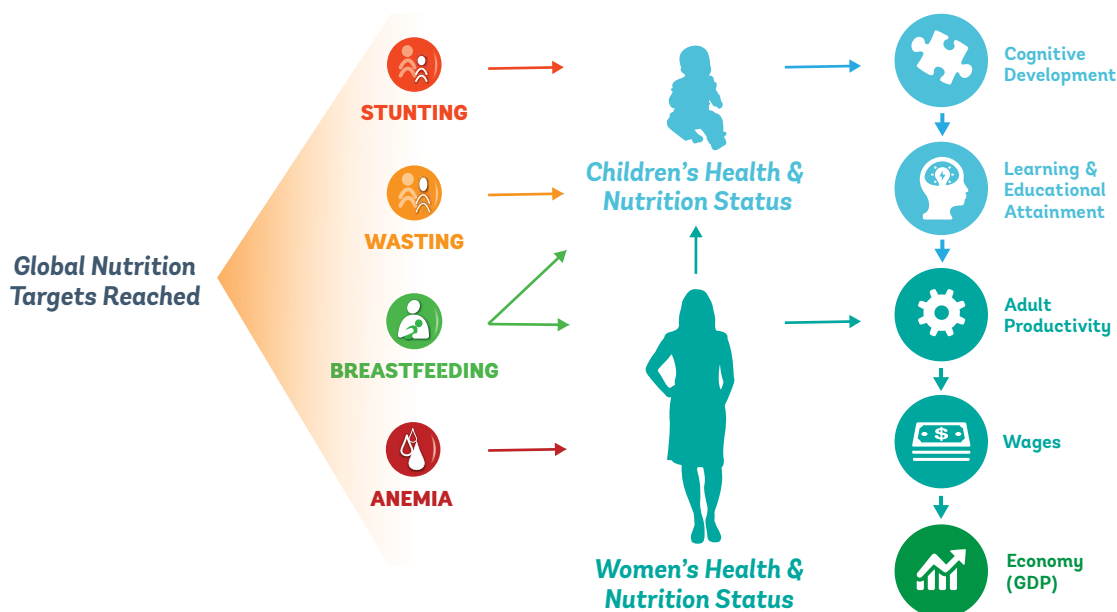 Global Nutrition
Targets Reached
STUNTING
WASTING
BREASTFEEDING
ANEMIA
Children's Health &
Nutrition Status
Women's Health &
Nutrition Status
Cognitive
Development
Learning &
Educational
Attainment
Adult
Productivity
$
Wages
Economy
(GDP)